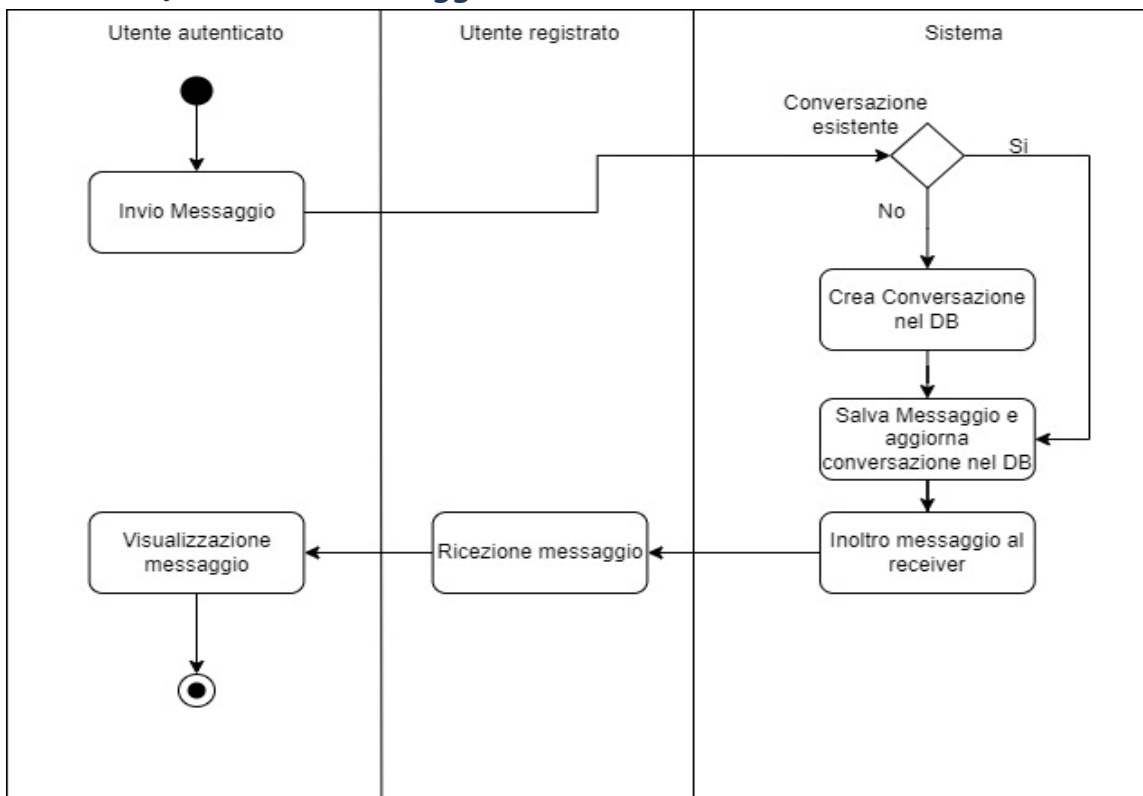 Utente autenticato
Utente registrato
Sistema
Conversazione
esistente
Si
Invio Messaggio
No
Crea Conversazione
nel DB
Salva Messaggio e
aggiorna
conversazione nel DB
Visualizzazione
messaggio
Ricezione messaggio
Inoltro messaggio al
receiver